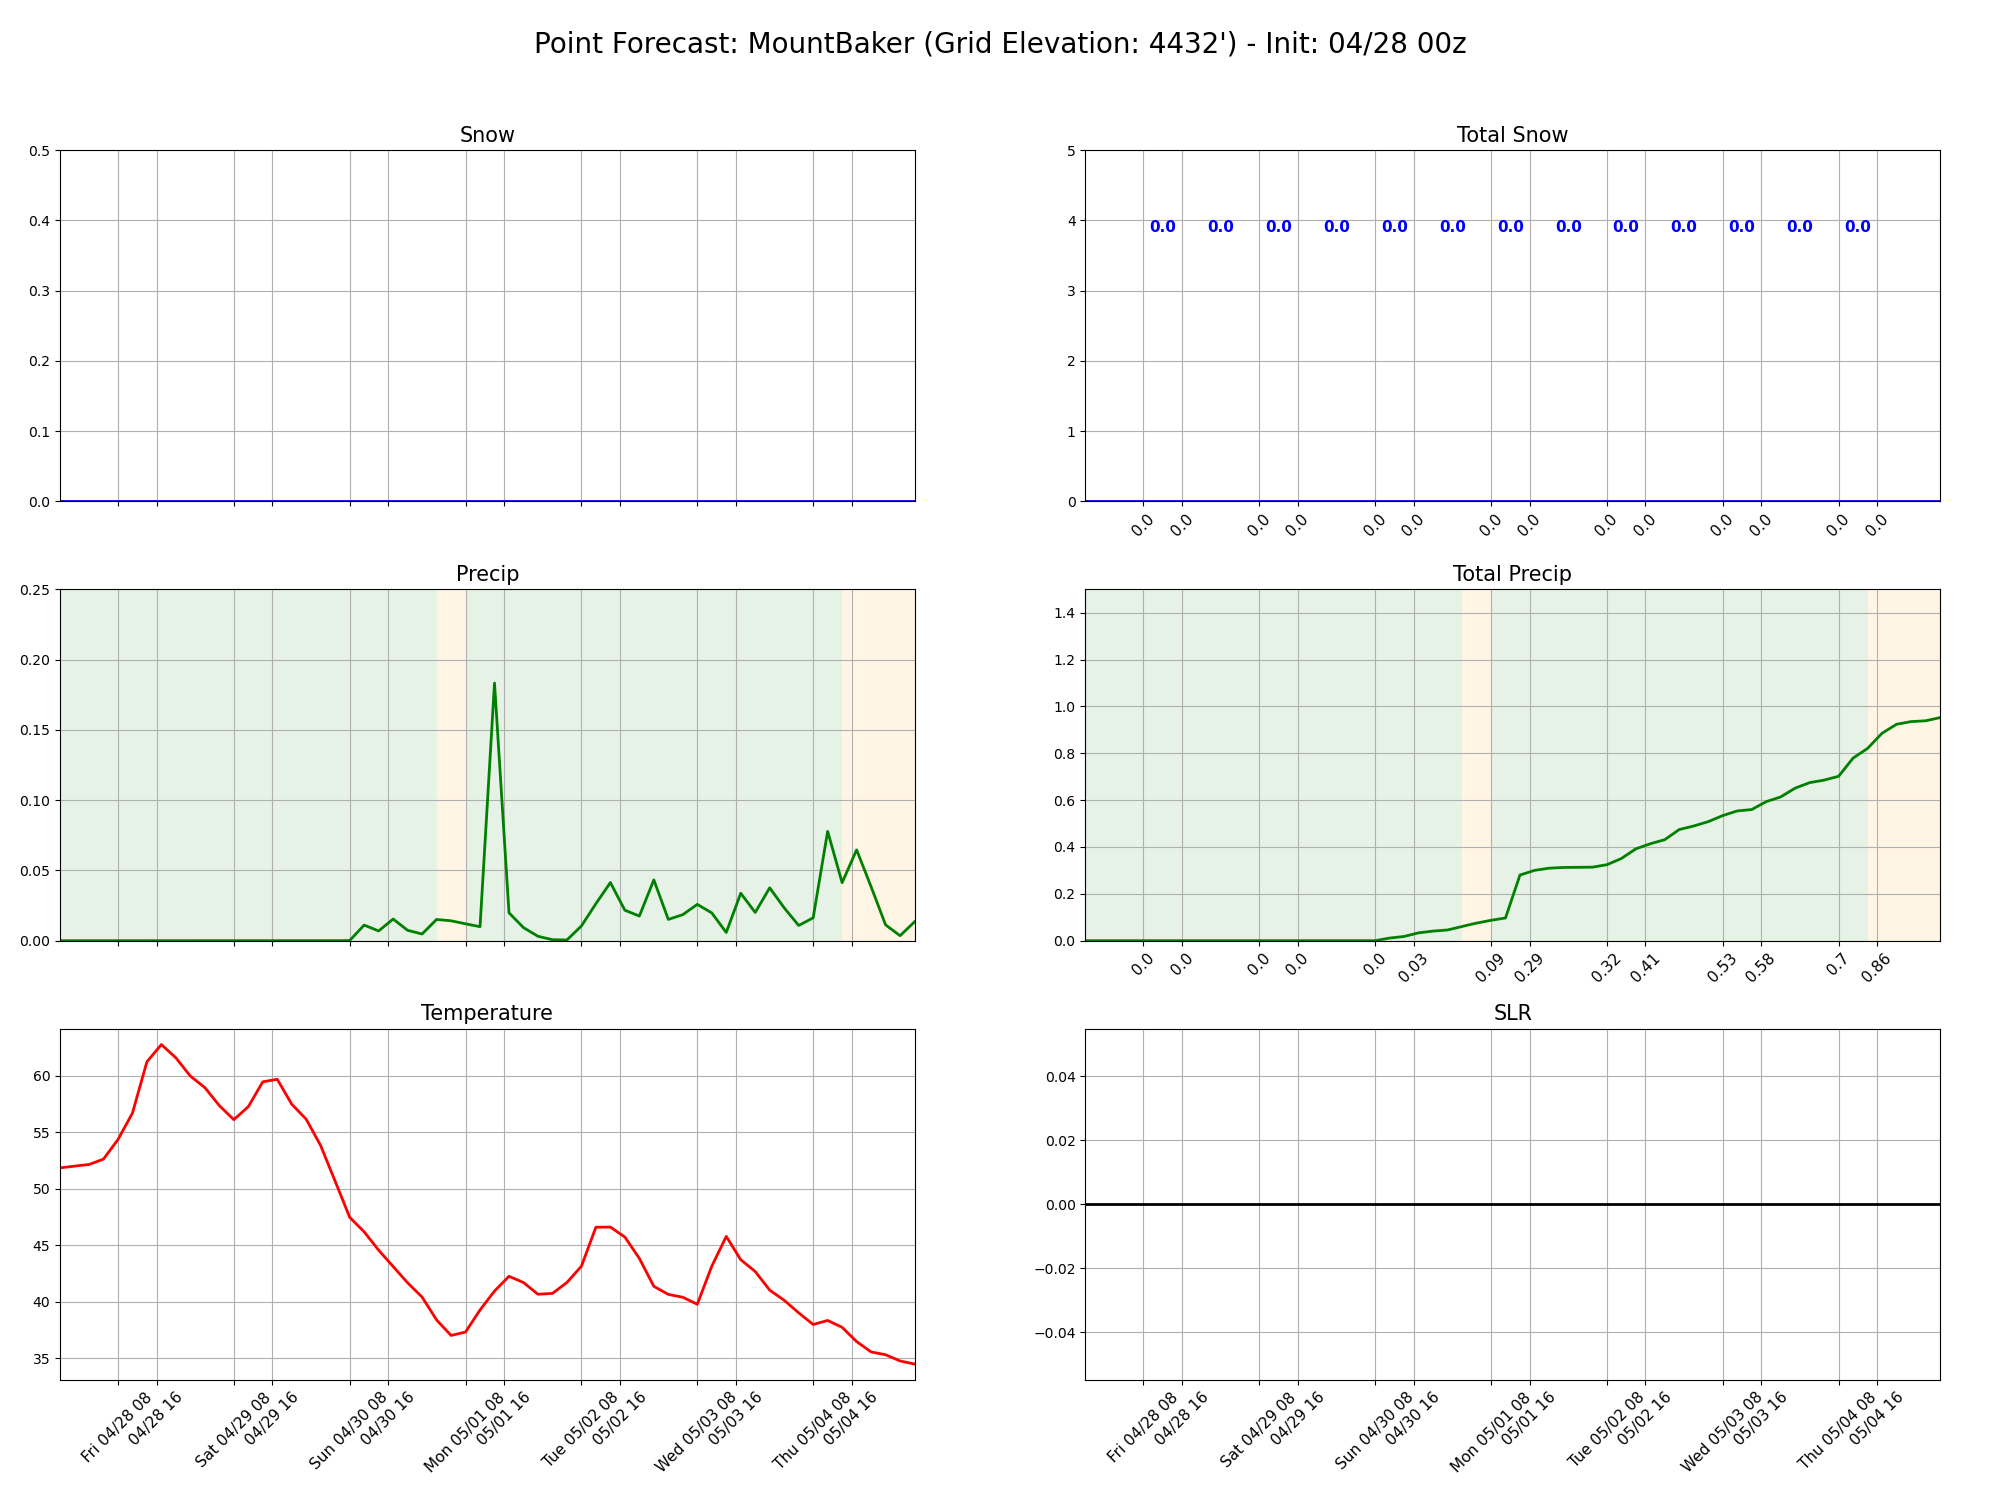 Point Forecast: MountBaker (Grid Elevation: 4432') - Init: 04/28 00z
Snow
0.5
0.4
0.3
0.2
0.1
0.0
Total Snow
5
4
3
2
1
0
0.0 0.0 0.0 0.0 0.0 0.0 0.0 0.0 0.0 0.0 0.0 0.0 0.0
0.0 0.0 0.0 0.0 0.0 0.0 0.0 0.0 0.0 0.0 0.0 0.0 0.0 0.0
Precip
0.25
0.20
0.15
0.10
0.05
0.00
Total Precip
1.4
1.2
1.0
0.8
0.6
0.4
0.2
0.0
0.0 0.0 0.0 0.0 0.0 0.03 0.09 0.29 0.32 0.41 0.53 0.58 0.7 0.86
Temperature
60
55
50
45
40
35
Fri 04/28 08
04/28 16
Sat 04/29 08
04/29 16
Sun 04/30 08
04/30 16
Mon 05/01 08
05/01 16
Tue 05/02 08
05/02 16
Wed 05/03 08
05/03 16
Thu 05/04 08
05/04 16
SLR
0.04
0.02
0.00
−0.02
−0.04
Fri 04/28 08
04/28 16
Sat 04/29 08
04/29 16
Sun 04/30 08
04/30 16
Mon 05/01 08
05/01 16
Tue 05/02 08
05/02 16
Wed 05/03 08
05/03 16
Thu 05/04 08
05/04 16